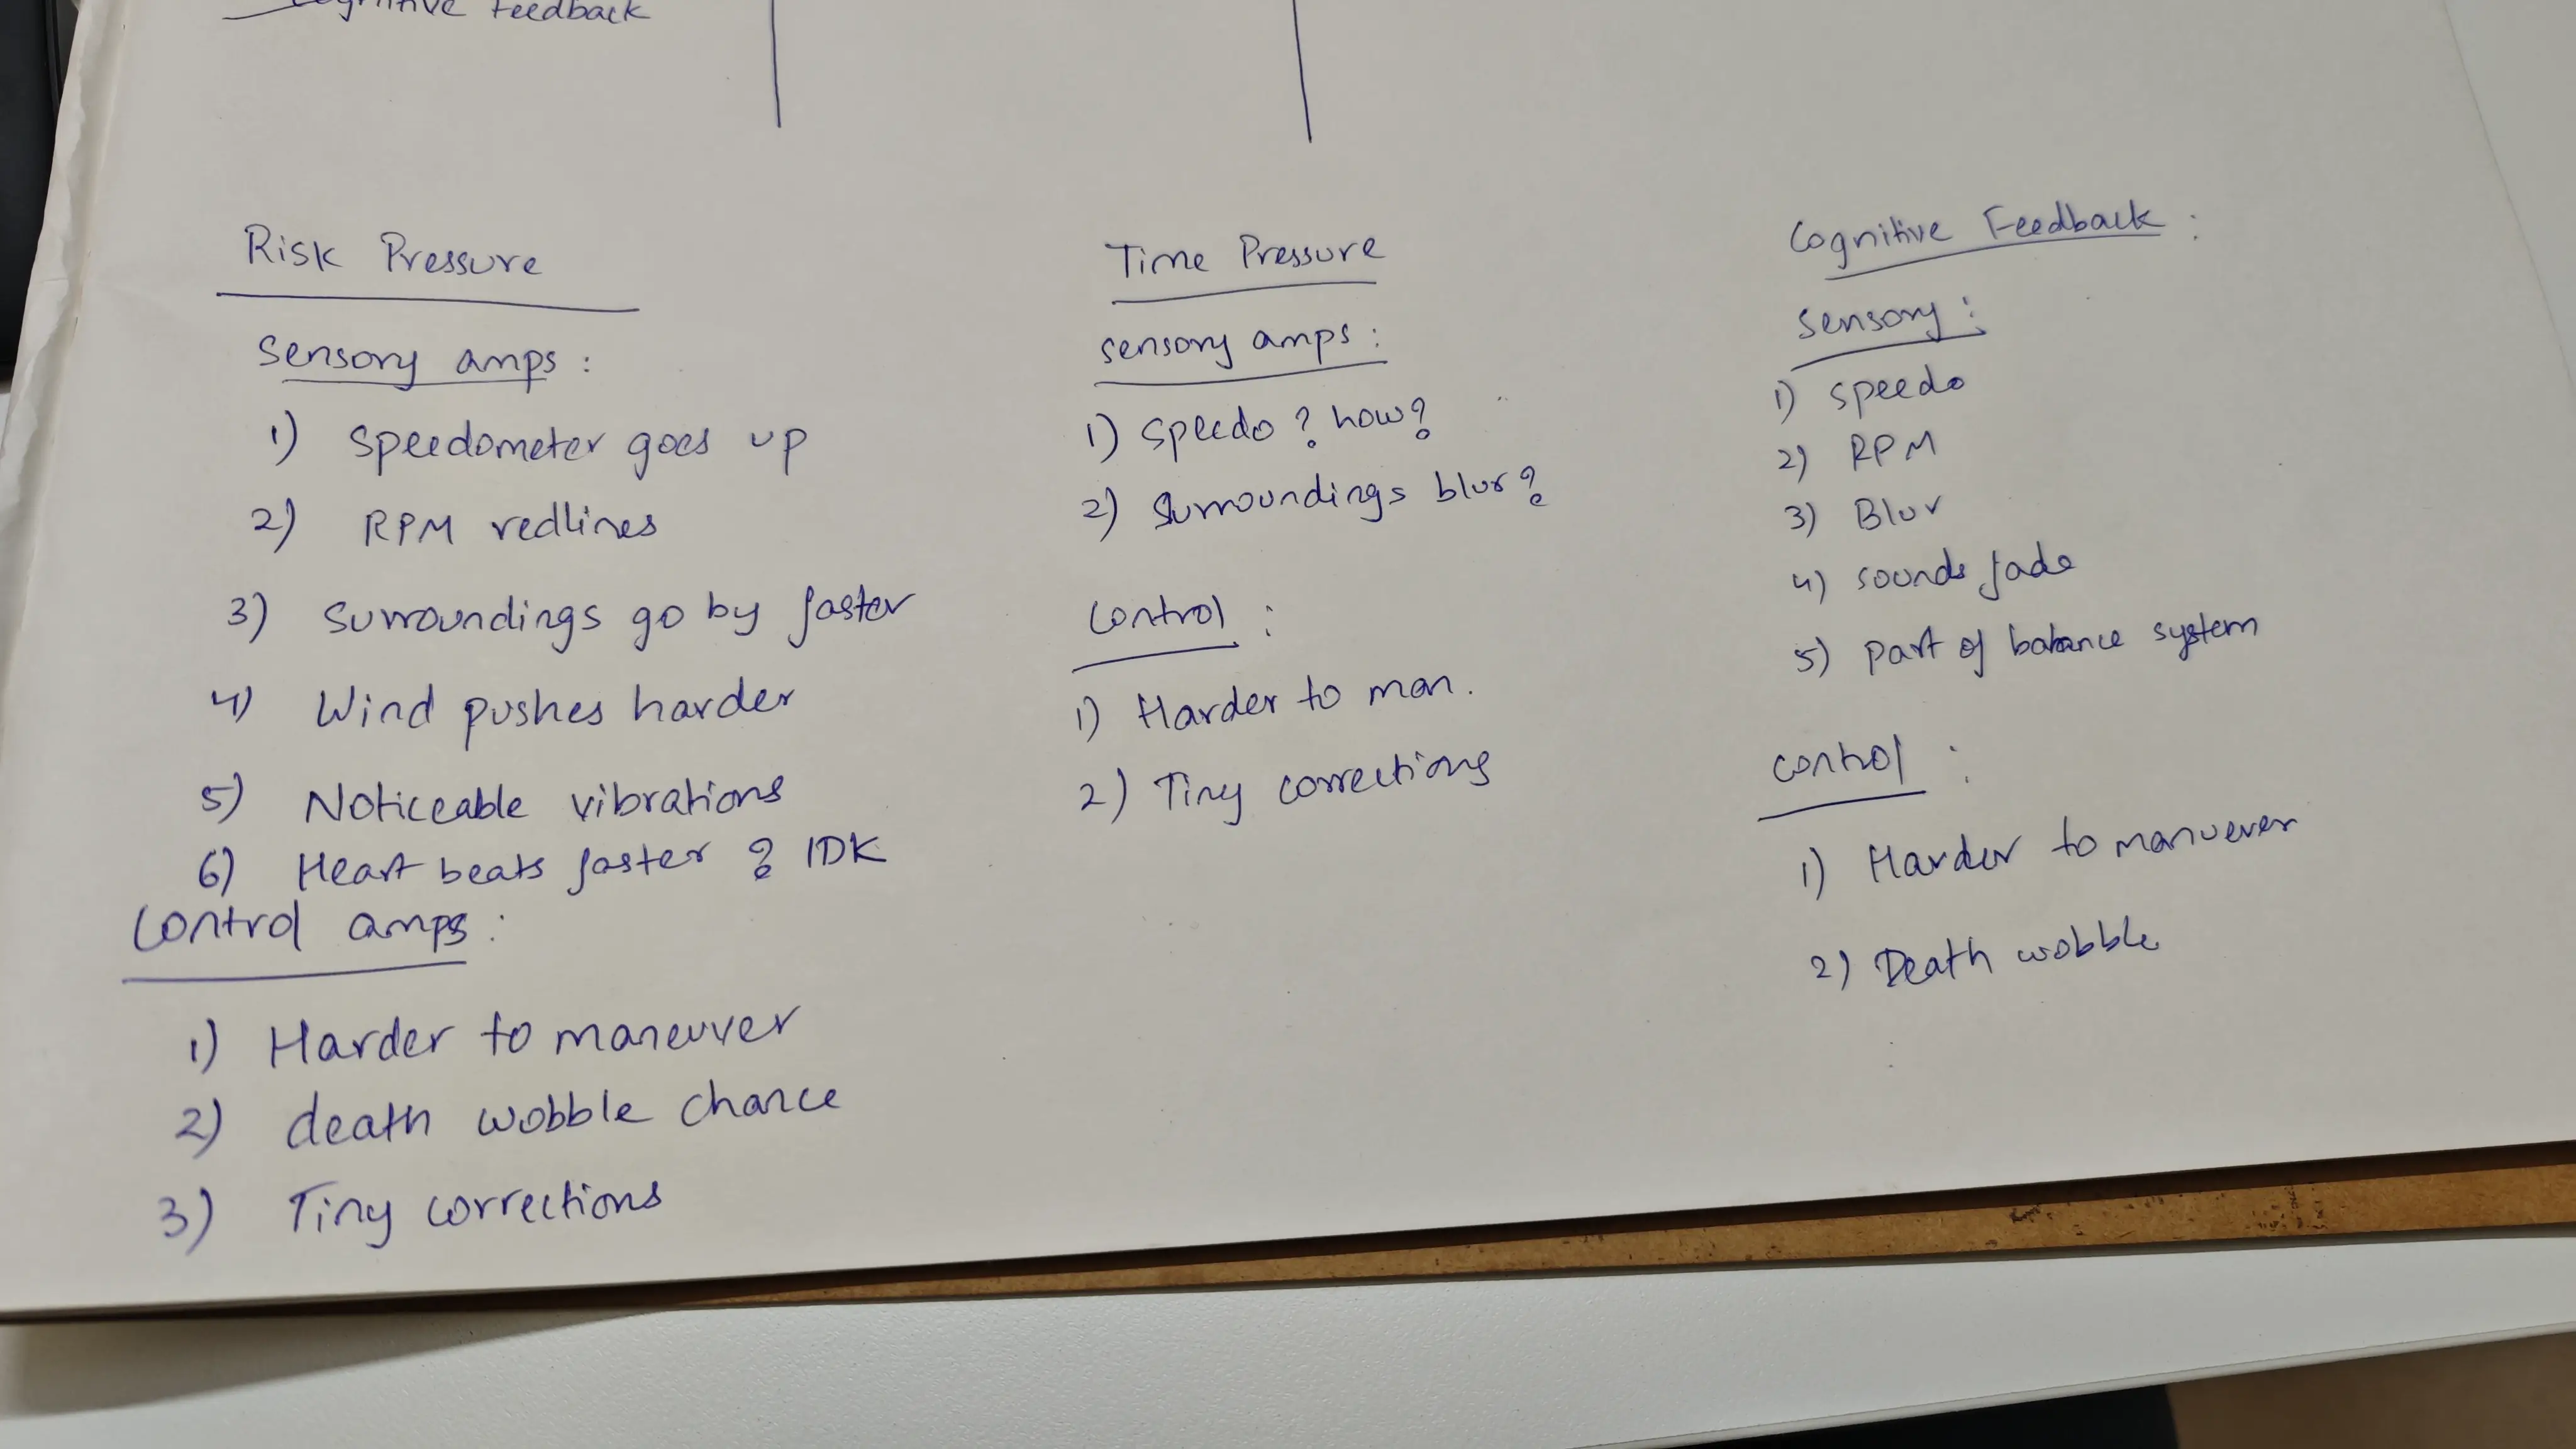 Cognitive Feedback
Risk Pressure
Sensory amps:
1) Speedometer goes up
2) RPM redlines
3) Surroundings go by faster
4) Wind pushes harder
5) Noticeable vibrations
6) Heart beats faster? IDK
Control amps:
1) Harder to maneuver
2) death wobble chance
3) Tiny corrections
Time Pressure
sensory amps:
1) Speedo? how?
2) Surroundings blur?
Control:
1) Harder to man.
2) Tiny corrections
Cognitive Feedback:
Sensory:
1) Speedo
2) RPM
3) Blur
4) sounds fade
5) part of balance system
control:
1) Harder to manuever
2) Death wobble